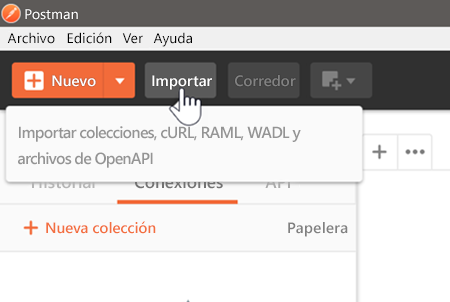 Postman
Archivo Edición Ver Ayuda
Nuevo Importar Corredor
Importar colecciones, cURL, RAML, WADL y
archivos de OpenAPI
Historial Conexiones API
+ Nueva colección Papelera